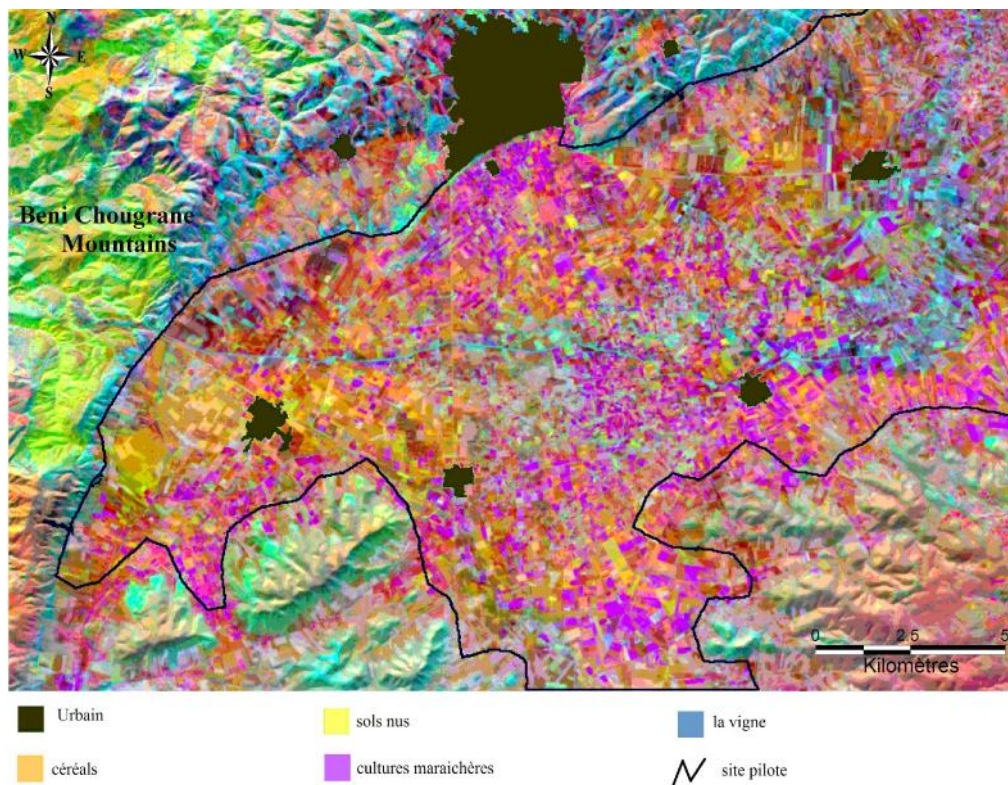 N
W E
S
Beni Chougrane
Mountains
0 2.5 5
Kilomètres
Urbain
sols nus
la vigne
céréals
cultures maraichères
site pilote